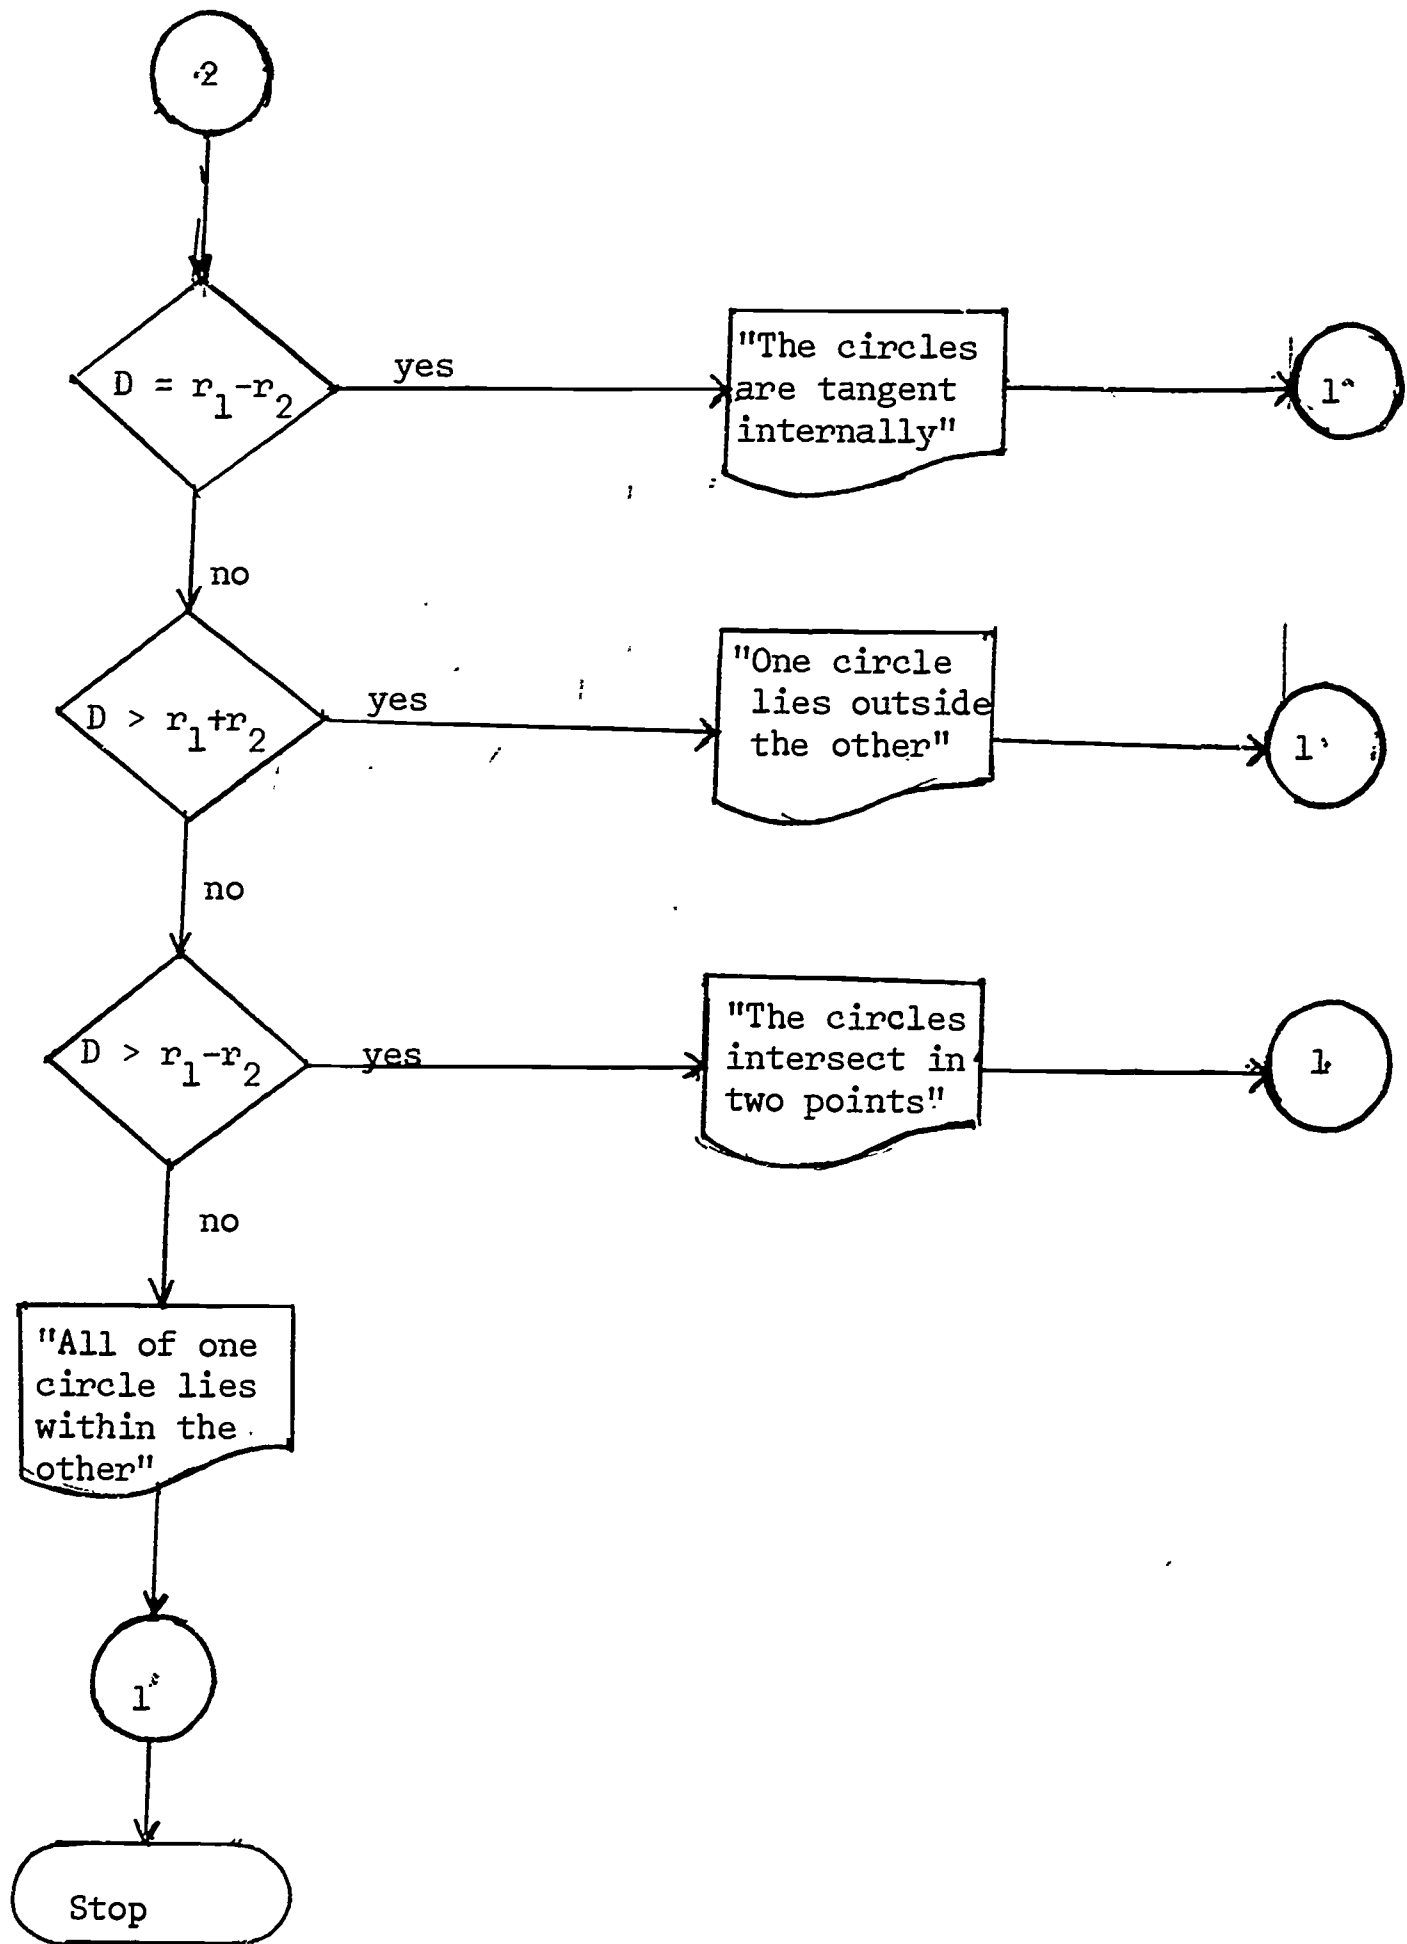 2
D = r₁-r₂
yes
"The circles
are tangent
internally"
1
no
D > r₁+r₂
yes
"One circle
lies outside
the other"
1
no
D > r₁-r₂
yes
"The circles
intersect in
two points"
1
no
"All of one
circle lies
within the
other"
1
Stop